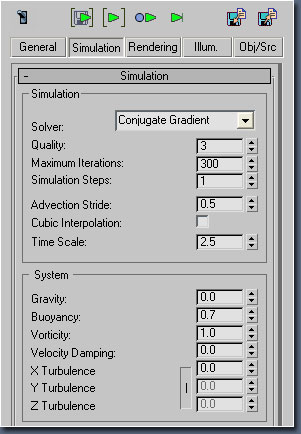 General Simulation Rendering Illum. Obj/Src
- Simulation
Simulation
Solver: Conjugate Gradient
Quality: 3
Maximum Iterations: 300
Simulation Steps: 1
Advection Stride: 0.5
Cubic Interpolation:
Time Scale: 2.5
System
Gravity: 0.0
Buoyancy: 0.7
Vorticity: 1.0
Velocity Damping: 0.0
X Turbulence 0.0
Y Turbulence 0.0
Z Turbulence 0.0